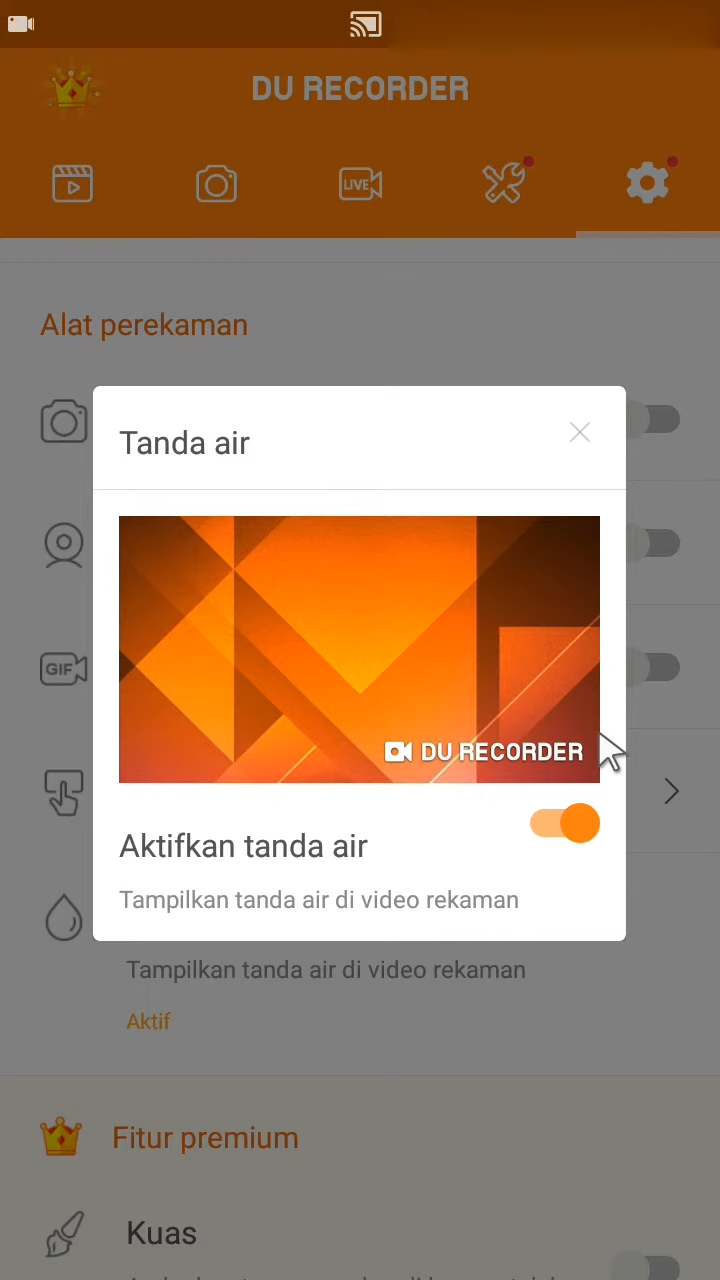 DU RECORDER
LIVE
Alat perekaman
Tanda air
GIF
DU RECORDER
Aktifkan tanda air
Tampilkan tanda air di video rekaman
Tampilkan tanda air di video rekaman
Aktif
Fitur premium
Kuas